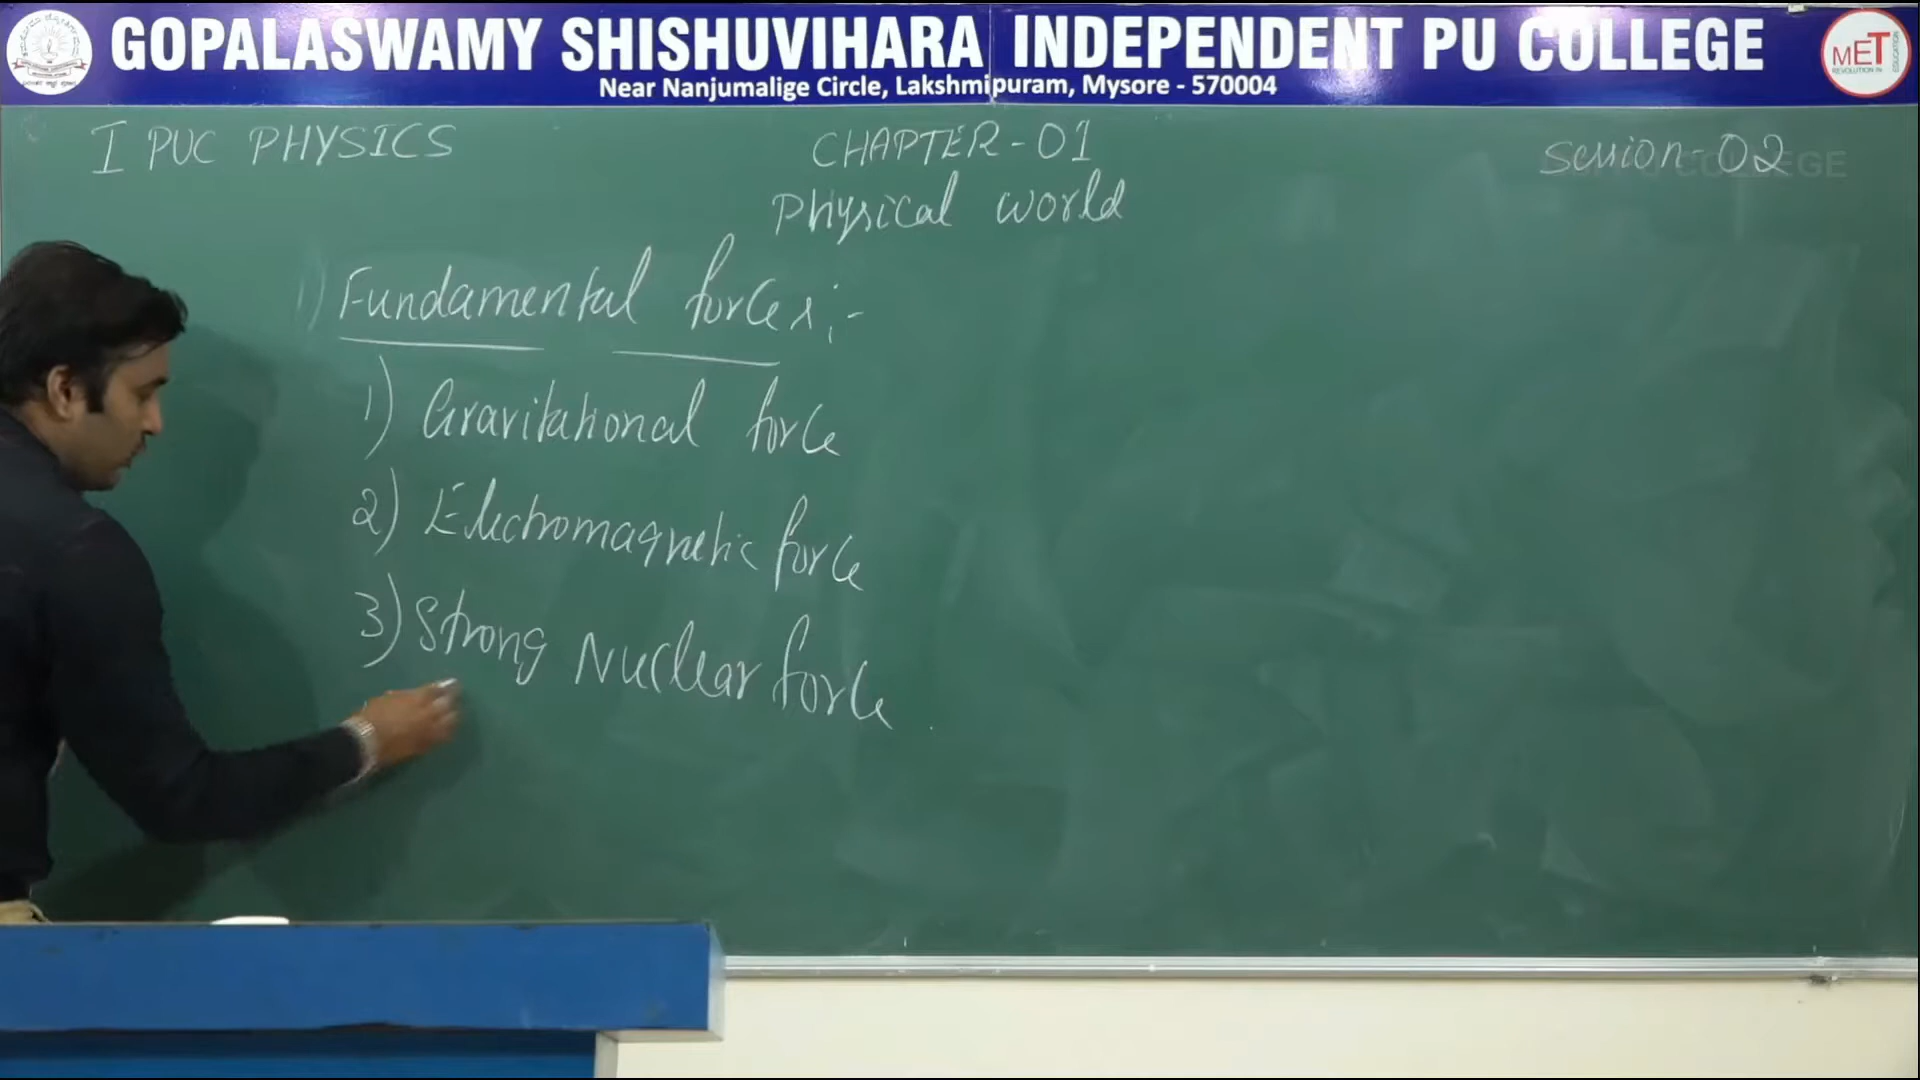 GOPALASWAMY SHISHUVIHARA INDEPENDENT PU COLLEGE
Near Nanjumalige Circle, Lakshmipuram, Mysore - 570004
MET
I PUC PHYSICS
CHAPTER-01
Session-02
Physical world
1) Fundamental forces:-
1) Gravitational force
2) Electromagnetic force
3) Strong Nuclear force